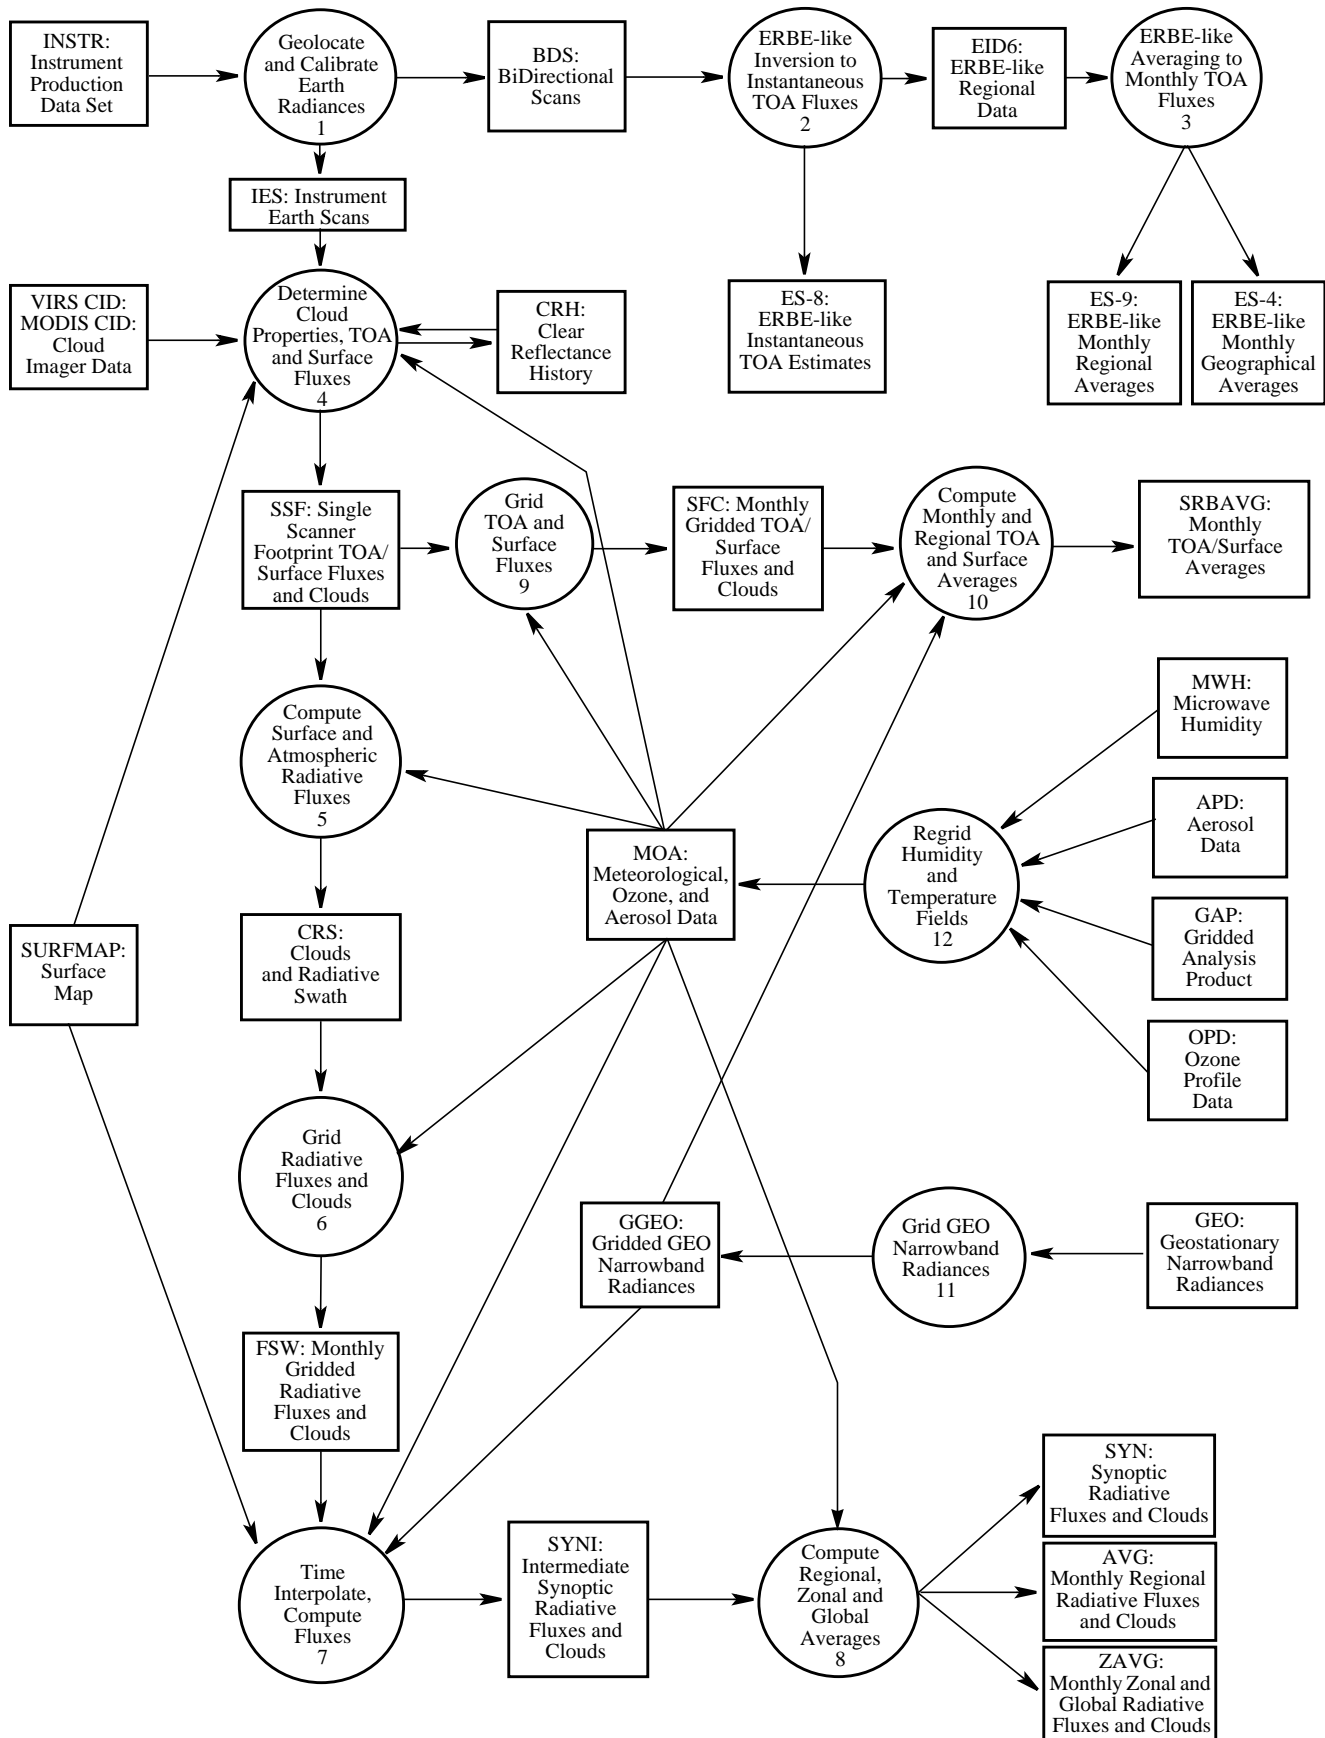 INSTR:
Instrument
Production
Data Set
Geolocate
and Calibrate
Earth
Radiances
1
BDS:
BiDirectional
Scans
ERBE-like
Inversion to
Instantaneous
TOA Fluxes
2
EID6:
ERBE-like
Regional
Data
ERBE-like
Averaging to
Monthly TOA
Fluxes
3
IES: Instrument
Earth Scans
VIRS CID:
MODIS CID:
Cloud
Imager Data
Determine
Cloud
Properties, TOA
and Surface
Fluxes
4
CRH:
Clear
Reflectance
History
ES-8:
ERBE-like
Instantaneous
TOA Estimates
ES-9:
ERBE-like
Monthly
Regional
Averages
ES-4:
ERBE-like
Monthly
Geographical
Averages
SSF: Single
Scanner
Footprint TOA/
Surface Fluxes
and Clouds
Grid
TOA and
Surface
Fluxes
9
SFC: Monthly
Gridded TOA/
Surface
Fluxes and
Clouds
Compute
Monthly and
Regional TOA
and Surface
Averages
10
SRBAVG:
Monthly
TOA/Surface
Averages
Compute
Surface and
Atmospheric
Radiative
Fluxes
5
MWH:
Microwave
Humidity
APD:
Aerosol
Data
MOA:
Meteorological,
Ozone, and
Aerosol Data
Regrid
Humidity
and
Temperature
Fields
12
GAP:
Gridded
Analysis
Product
SURFMAP:
Surface
Map
CRS:
Clouds
and Radiative
Swath
OPD:
Ozone
Profile
Data
Grid
Radiative
Fluxes and
Clouds
6
GGEO:
Gridded GEO
Narrowband
Radiances
Grid GEO
Narrowband
Radiances
11
GEO:
Geostationary
Narrowband
Radiances
FSW: Monthly
Gridded
Radiative
Fluxes and
Clouds
Time
Interpolate,
Compute
Fluxes
7
SYNI:
Intermediate
Synoptic
Radiative
Fluxes and
Clouds
Compute
Regional,
Zonal and
Global
Averages
8
SYN:
Synoptic
Radiative
Fluxes and Clouds
AVG:
Monthly Regional
Radiative Fluxes
and Clouds
ZAVG:
Monthly Zonal and
Global Radiative
Fluxes and Clouds